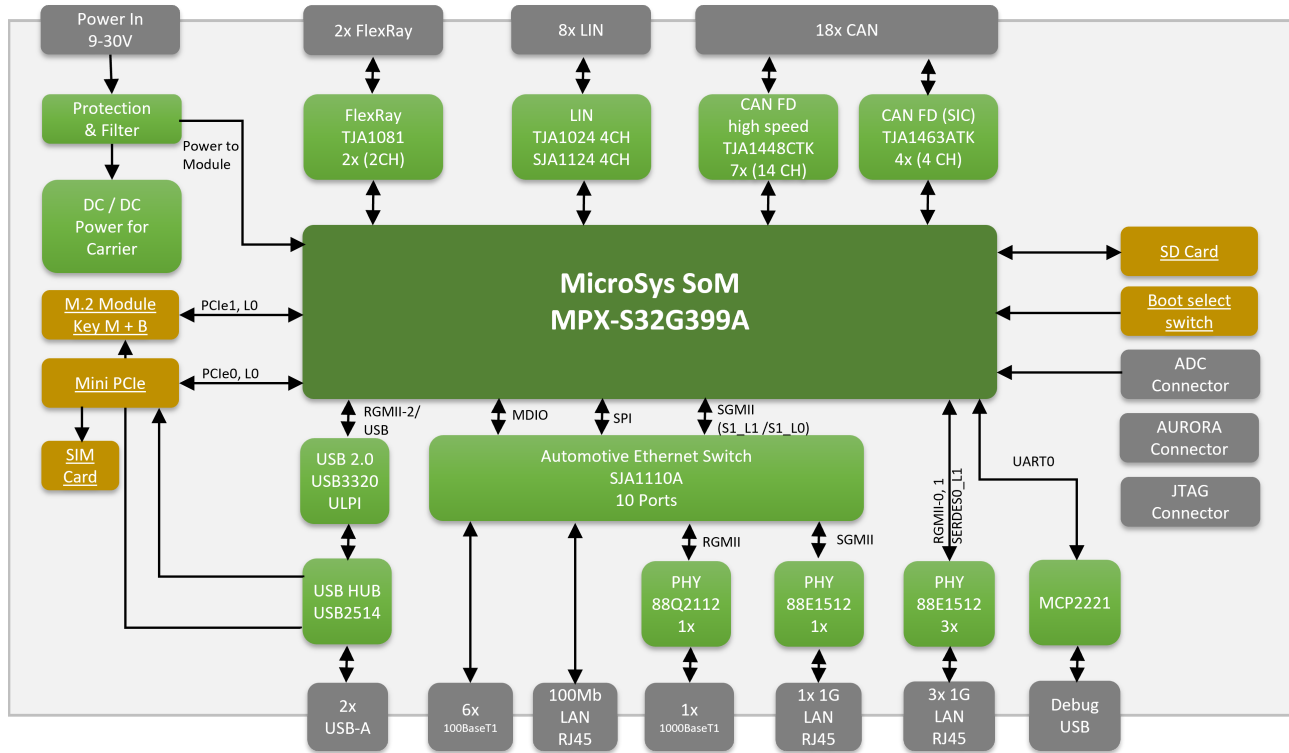 Power In
9-30V
2x FlexRay
8x LIN
18x CAN
Protection
& Filter
FlexRay
TJA1081
2x (2CH)
LIN
TJA1024 4CH
SJA1124 4CH
CAN FD
high speed
TJA1448CTK
7x (14 CH)
CAN FD (SIC)
TJA1463ATK
4x (4 CH)
Power to
Module
DC / DC
Power for
Carrier
MicroSys SoM
MPX-S32G399A
SD Card
M.2 Module
Key M + B
PCIe1, L0
Boot select
switch
Mini PCIe
PCIe0, L0
ADC
Connector
RGMII-2/
USB
MDIO
SPI
SGMII
(S1_L1 /S1_L0)
AURORA
Connector
SIM
Card
USB 2.0
USB3320
ULPI
Automotive Ethernet Switch
SJA1110A
10 Ports
RGMII-0, 1
SERDES0_L1
UART0
JTAG
Connector
RGMII
SGMII
USB HUB
USB2514
PHY
88Q2112
1x
PHY
88E1512
1x
PHY
88E1512
3x
MCP2221
2x
USB-A
6x
100BaseT1
100Mb
LAN
RJ45
1x
1000BaseT1
1x 1G
LAN
RJ45
3x 1G
LAN
RJ45
Debug
USB